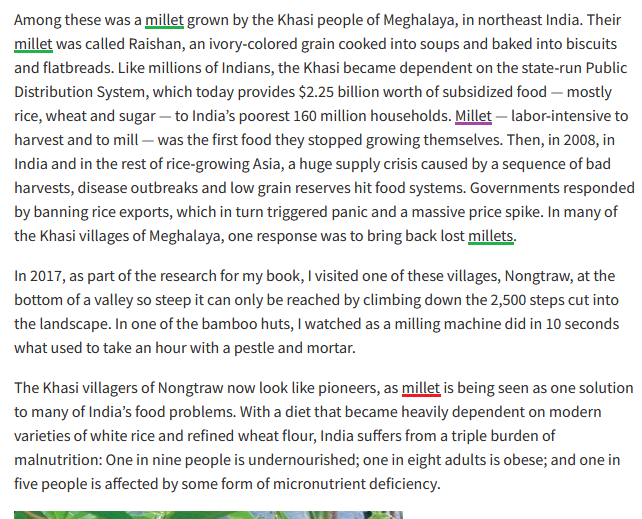 Among these was a millet grown by the Khasi people of Meghalaya, in northeast India. Their
millet was called Raishan, an ivory-colored grain cooked into soups and baked into biscuits
and flatbreads. Like millions of Indians, the Khasi became dependent on the state-run Public
Distribution System, which today provides $2.25 billion worth of subsidized food — mostly
rice, wheat and sugar — to India's poorest 160 million households. Millet — labor-intensive to
harvest and to mill — was the first food they stopped growing themselves. Then, in 2008, in
India and in the rest of rice-growing Asia, a huge supply crisis caused by a sequence of bad
harvests, disease outbreaks and low grain reserves hit food systems. Governments responded
by banning rice exports, which in turn triggered panic and a massive price spike. In many of
the Khasi villages of Meghalaya, one response was to bring back lost millets.
In 2017, as part of the research for my book, I visited one of these villages, Nongtraw, at the
bottom of a valley so steep it can only be reached by climbing down the 2,500 steps cut into
the landscape. In one of the bamboo huts, I watched as a milling machine did in 10 seconds
what used to take an hour with a pestle and mortar.
The Khasi villagers of Nongtraw now look like pioneers, as millet is being seen as one solution
to many of India's food problems. With a diet that became heavily dependent on modern
varieties of white rice and refined wheat flour, India suffers from a triple burden of
malnutrition: One in nine people is undernourished; one in eight adults is obese; and one in
five people is affected by some form of micronutrient deficiency.